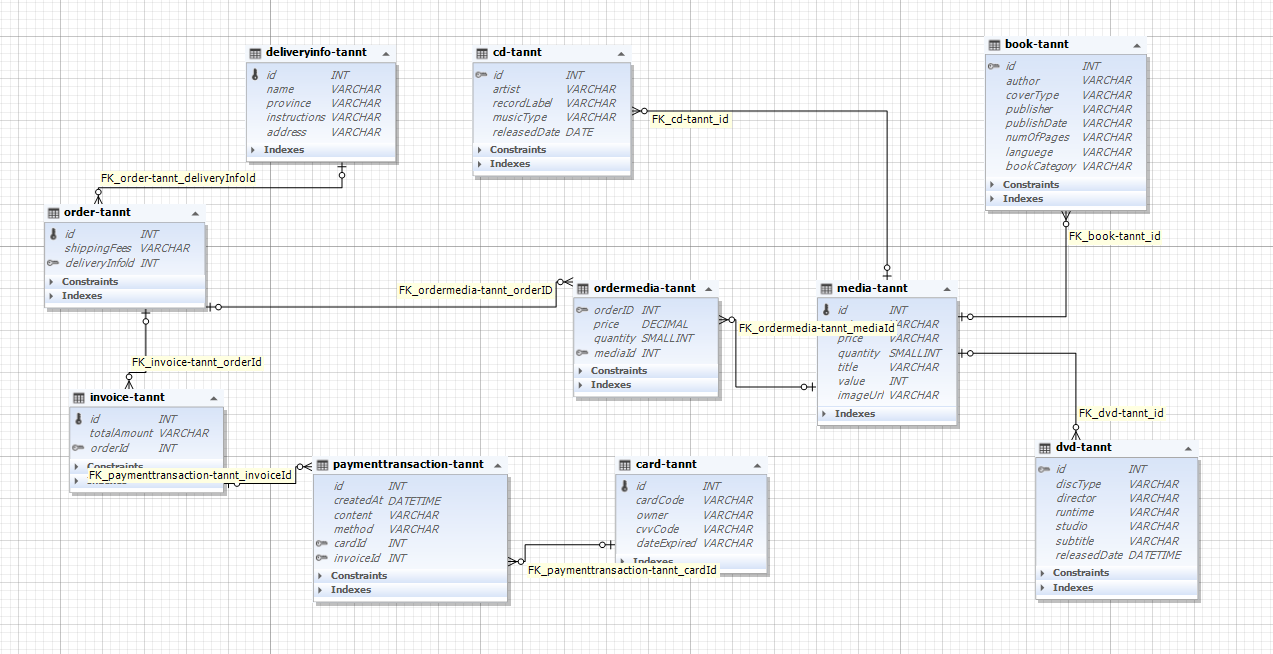 deliveryinfo-tannt
id INT
name VARCHAR
province VARCHAR
instructions VARCHAR
address VARCHAR
Indexes
cd-tannt
id INT
artist VARCHAR
recordLabel VARCHAR
musicType VARCHAR
releasedDate DATE
Constraints
Indexes
FK_cd-tannt_id
book-tannt
id INT
author VARCHAR
coverType VARCHAR
publisher VARCHAR
publishDate VARCHAR
numOfPages VARCHAR
languege VARCHAR
bookCategory VARCHAR
Constraints
Indexes
FK_book-tannt_id
FK_order-tannt_deliveryInfoId
order-tannt
id INT
shippingFees VARCHAR
deliveryInfoId INT
Constraints
Indexes
FK_ordermedia-tannt_orderID
ordermedia-tannt
orderID INT
price DECIMAL
quantity SMALLINT
mediaId INT
Constraints
Indexes
FK_ordermedia-tannt_mediaId
media-tannt
id INT
VARCHAR
price VARCHAR
quantity SMALLINT
title VARCHAR
value INT
imageUrl VARCHAR
Indexes
FK_invoice-tannt_orderId
invoice-tannt
id INT
totalAmount VARCHAR
orderId INT
Constraints
Indexes
FK_paymenttransaction-tannt_invoiceId
paymenttransaction-tannt
id INT
createdAt DATETIME
content VARCHAR
method VARCHAR
cardId INT
invoiceId INT
Constraints
Indexes
card-tannt
id INT
cardCode VARCHAR
owner VARCHAR
cvvCode VARCHAR
dateExpired VARCHAR
Indexes
FK_paymenttransaction-tannt_cardId
FK_dvd-tannt_id
dvd-tannt
id INT
discType VARCHAR
director VARCHAR
runtime VARCHAR
studio VARCHAR
subtitle VARCHAR
releasedDate DATETIME
Constraints
Indexes